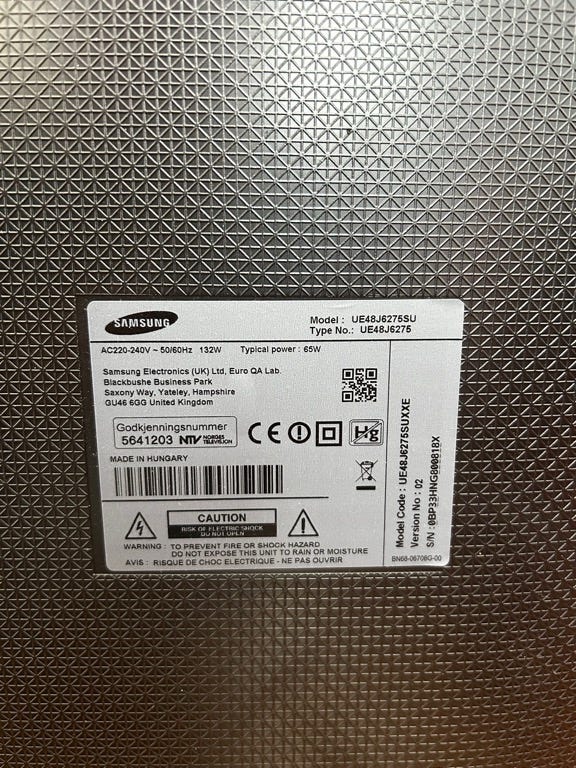 SAMSUNG
Model : UE48J6275SU
Type No.: UE48J6275
AC220-240V ~ 50/60Hz 132W Typical power : 65W
Samsung Electronics (UK) Ltd, Euro QA Lab.
Blackbushe Business Park
Saxony Way, Yateley, Hampshire
GU46 6GG United Kingdom
Godkjenningsnummer
5641203 NTV NORGES TELEVISJON
CE
Hg
MADE IN HUNGARY
CAUTION
RISK OF ELECTRIC SHOCK
DO NOT OPEN
WARNING : TO PREVENT FIRE OR SHOCK HAZARD
DO NOT EXPOSE THIS UNIT TO RAIN OR MOISTURE
AVIS : RISQUE DE CHOC ELECTRIQUE - NE PAS OUVRIR
Model Code : UE48J6275SUXXE
Version No : 02
S/N : 0BP33HNG800818X
BN68-06706G-00